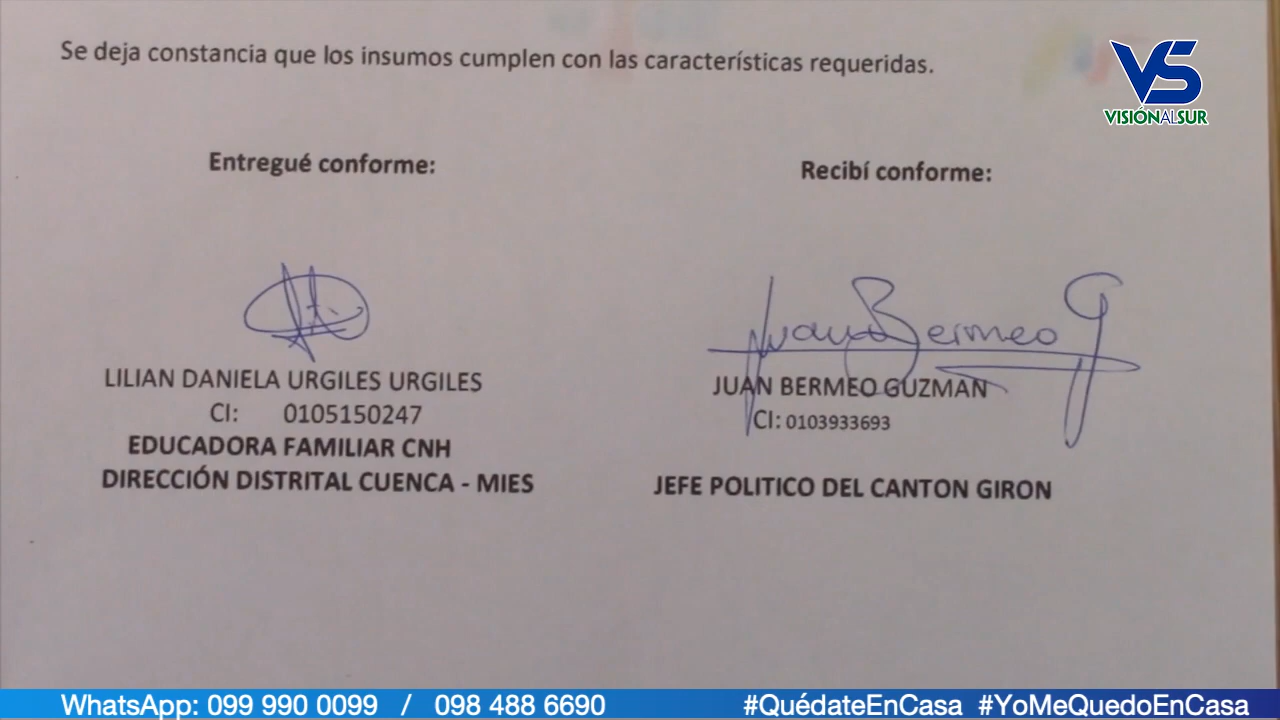 Se deja constancia que los insumos cumplen con las características requeridas.
VS
VISIÓNALSUR
Entregué conforme:
Recibí conforme:
Juan Bermeo G
LILIAN DANIELA URGILES URGILES
CI: 0105150247
EDUCADORA FAMILIAR CNH
DIRECCIÓN DISTRITAL CUENCA - MIES
JUAN BERMEO GUZMAN
CI: 0103933693
JEFE POLITICO DEL CANTON GIRON
WhatsApp: 099 990 0099 / 098 488 6690
#QuédateEnCasa #YoMeQuedoEnCasa